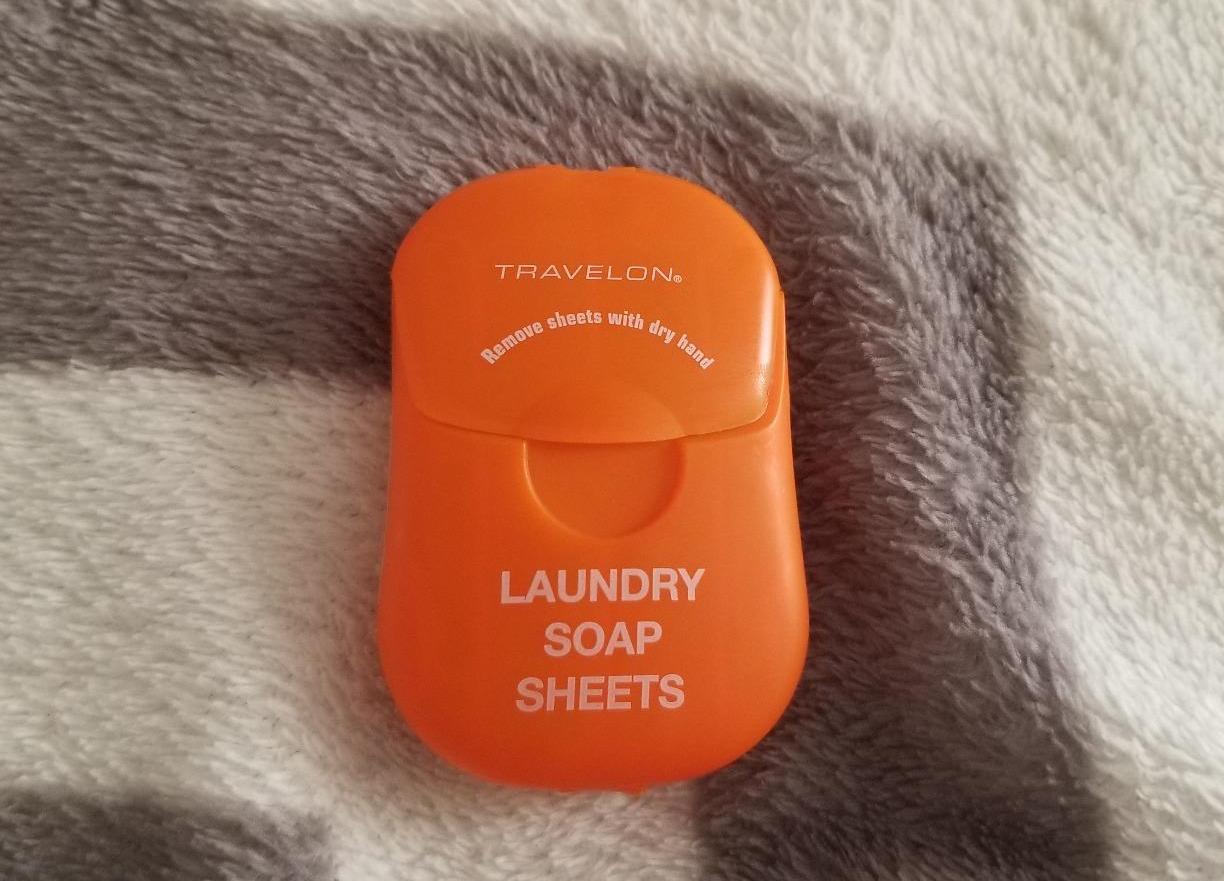 TRAVELON®
Remove sheets with dry hand
LAUNDRY
SOAP
SHEETS